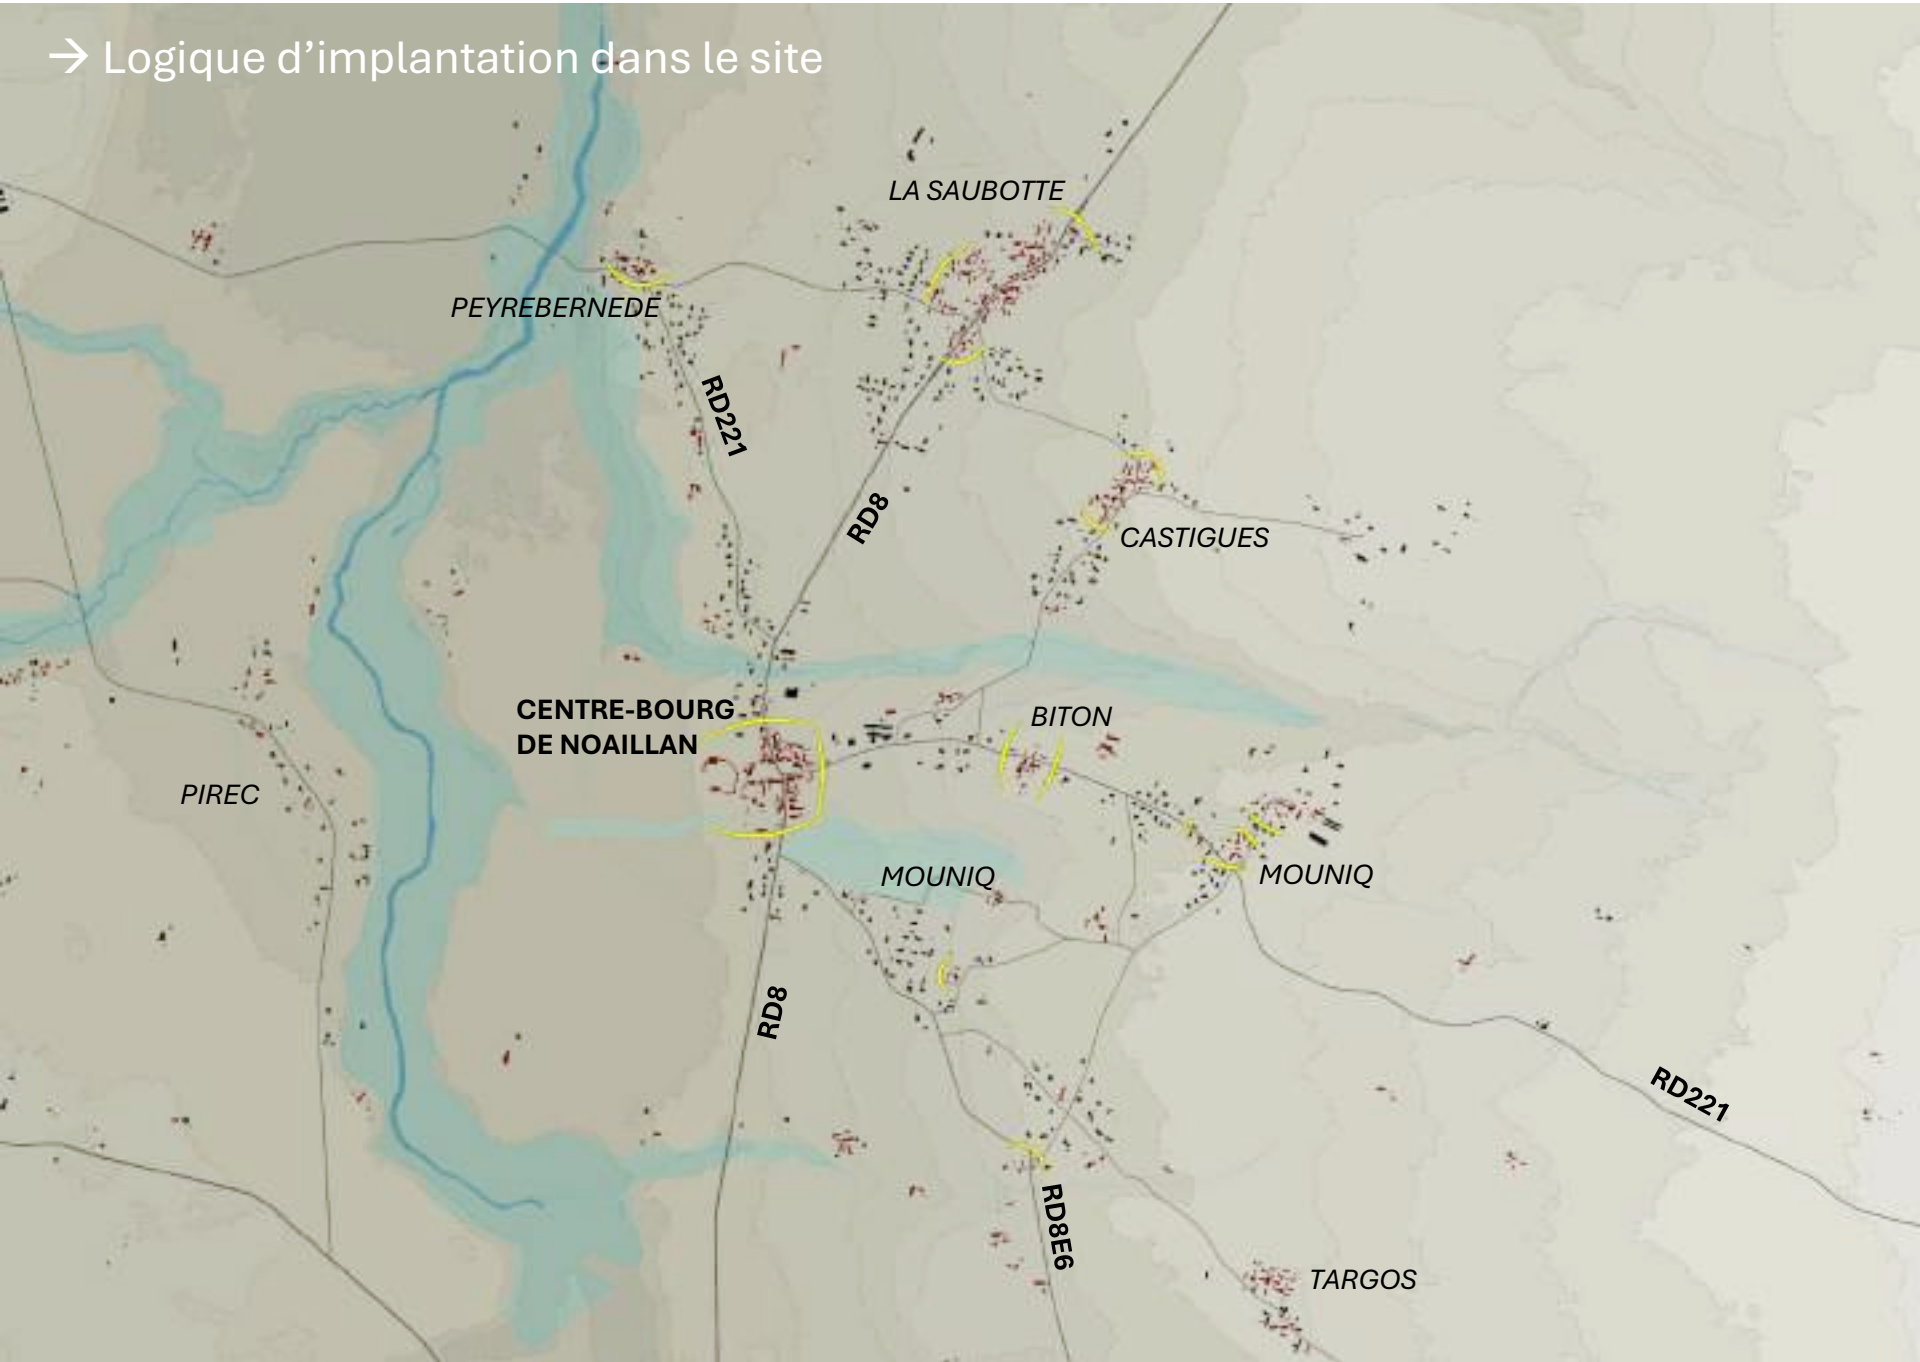 → Logique d’implantation dans le site
LA SAUBOTTE
PEYREBERNEDE
RD221
RD8
CASTIGUES
CENTRE-BOURG
DE NOAILLAN
BITON
PIREC
MOUNIQ
MOUNIQ
RD8
RD221
RD8E6
TARGOS